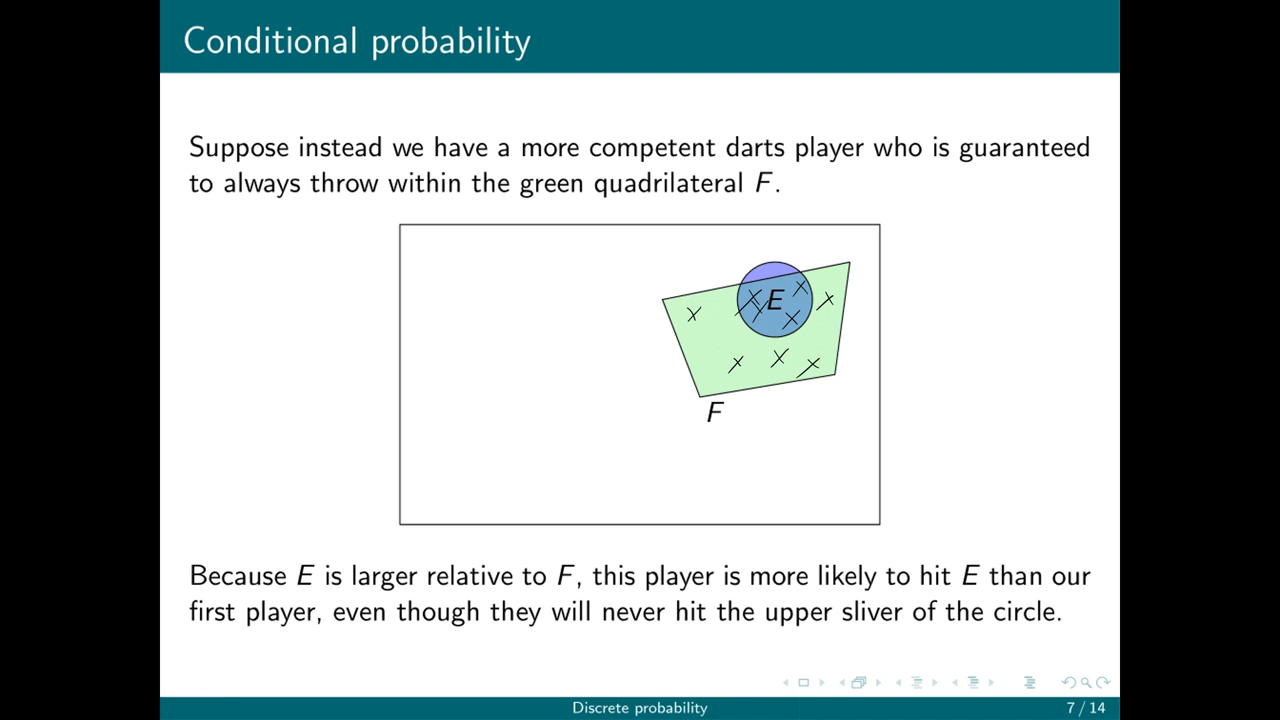 Conditional probability
Suppose instead we have a more competent darts player who is guaranteed
to always throw within the green quadrilateral F.
E
F
Because E is larger relative to F, this player is more likely to hit E than our
first player, even though they will never hit the upper sliver of the circle.
Discrete probability
7 / 14